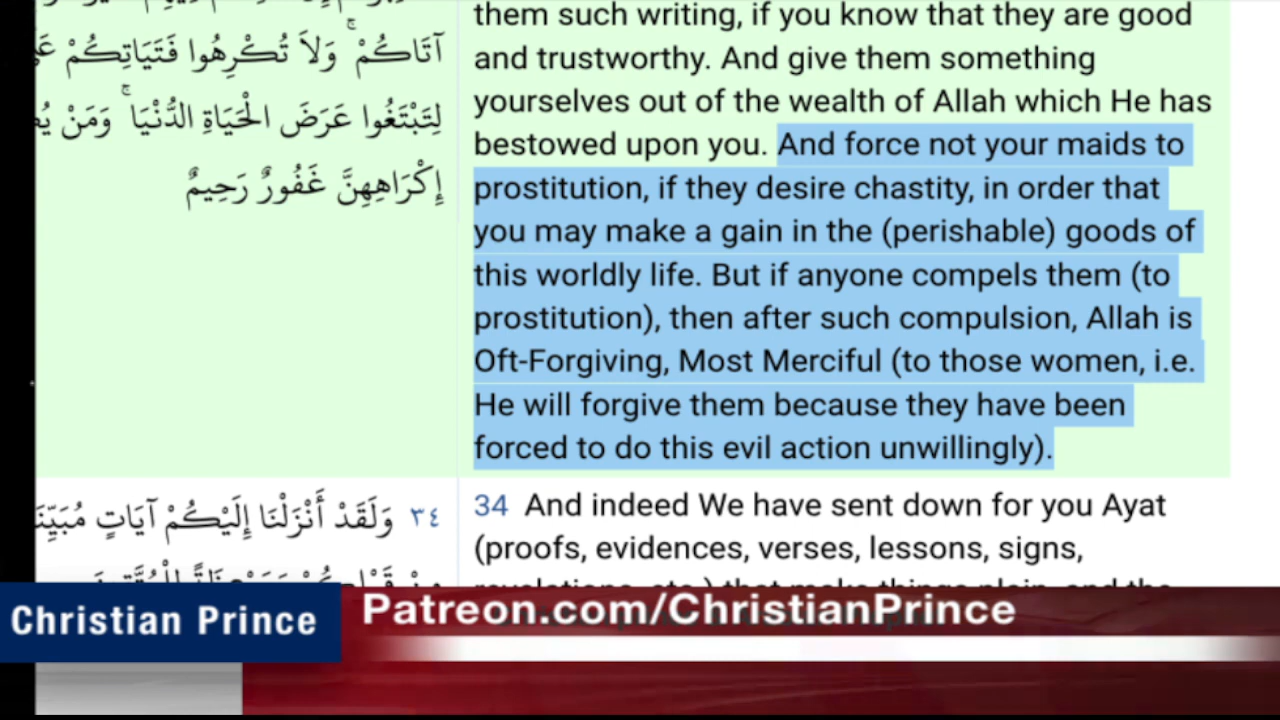 آتَاكُمْ ۚ وَلاَ تُكْرِهُوا فَتَيَاتِكُمْ
لِتَبْتَغُوا عَرَضَ الْحَيَاةِ الدُّنْيَا ۚ وَمَنْ
إِكْرَاهِهِنَّ غَفُورٌ رَحِيمٌ
them such writing, if you know that they are good
and trustworthy. And give them something
yourselves out of the wealth of Allah which He has
bestowed upon you. And force not your maids to
prostitution, if they desire chastity, in order that
you may make a gain in the (perishable) goods of
this worldly life. But if anyone compels them (to
prostitution), then after such compulsion, Allah is
Oft-Forgiving, Most Merciful (to those women, i.e.
He will forgive them because they have been
forced to do this evil action unwillingly).
٣٤ وَلَقَدْ أَنْزَلْنَا إِلَيْكُمْ آيَاتٍ
34 And indeed We have sent down for you Ayat
(proofs, evidences, verses, lessons, signs,
Christian Prince
Patreon.com/ChristianPrince